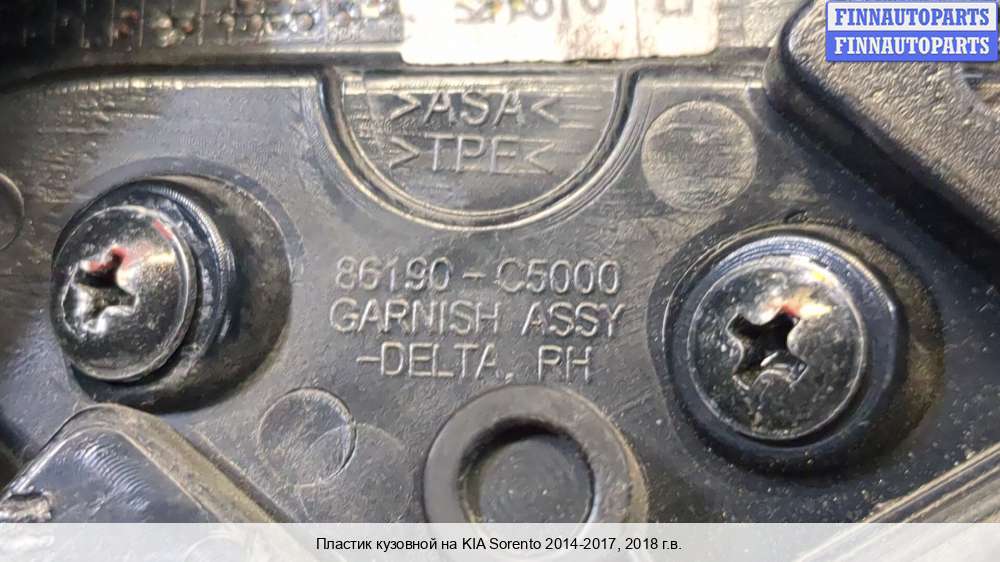 FINNAUTOPARTS
FINNAUTOPARTS
>ASA<
>TPE<
86190-C5000
GARNISH ASSY
-DELTA, RH
Пластик кузовной на KIA Sorento 2014-2017, 2018 г.в.